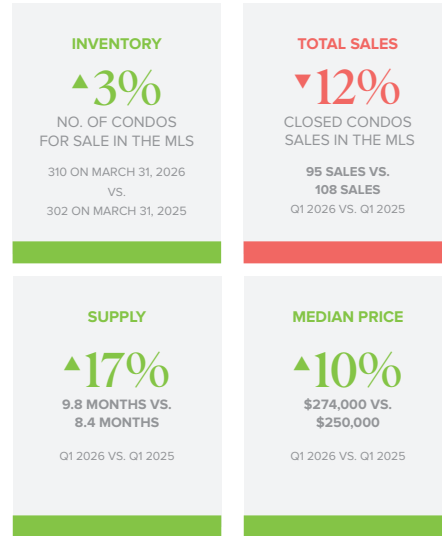 INVENTORY
▲3%
NO. OF CONDOS
FOR SALE IN THE MLS
310 ON MARCH 31, 2026
VS.
302 ON MARCH 31, 2025
TOTAL SALES
▼12%
CLOSED CONDOS
SALES IN THE MLS
95 SALES VS.
108 SALES
Q1 2026 VS. Q1 2025
SUPPLY
▲17%
9.8 MONTHS VS.
8.4 MONTHS
Q1 2026 VS. Q1 2025
MEDIAN PRICE
▲10%
$274,000 VS.
$250,000
Q1 2026 VS. Q1 2025